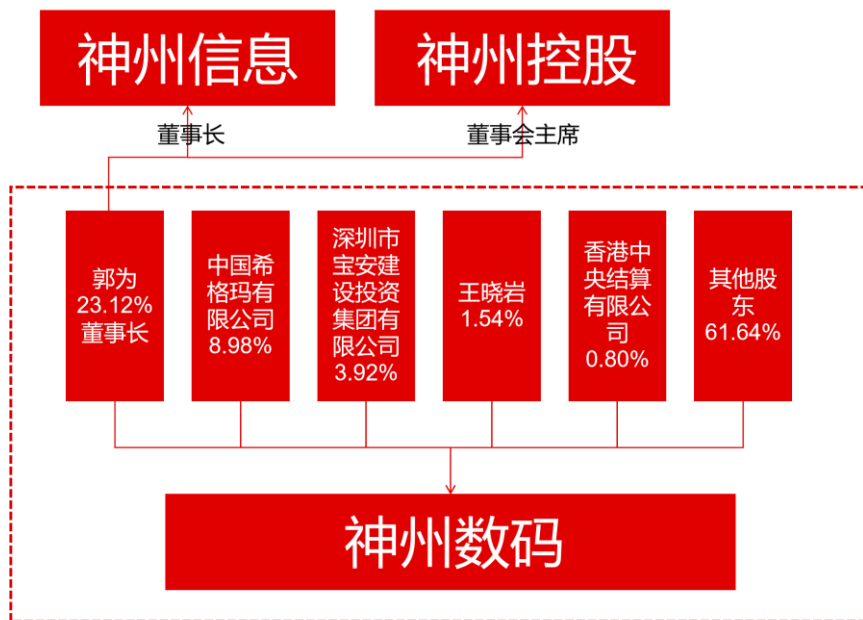 神州信息
神州控股
董事长
董事会主席
郭为
23.12%
董事长
中国希
格玛有
限公司
8.98%
深圳市
宝安建
设投资
集团有
限公司
3.92%
王晓岩
1.54%
香港中
央结算
有限公
司
0.80%
其他股
东
61.64%
神州数码